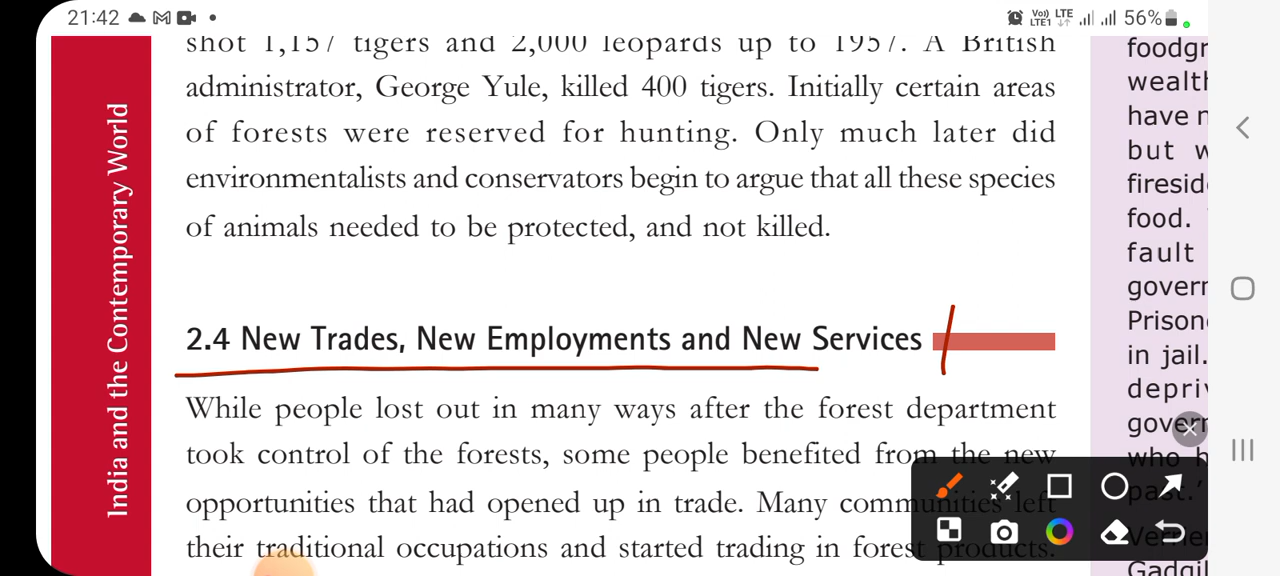 21:42
Vo)) LTE
LTE1
56%
shot 1,157 tigers and 2,000 leopards up to 1957. A British
administrator, George Yule, killed 400 tigers. Initially certain areas
of forests were reserved for hunting. Only much later did
environmentalists and conservators begin to argue that all these species
of animals needed to be protected, and not killed.
2.4 New Trades, New Employments and New Services
While people lost out in many ways after the forest department
took control of the forests, some people benefited from the new
opportunities that had opened up in trade. Many communities left
their traditional occupations and started trading in forest products.
India and the Contemporary World
foodgr
wealth
have n
but w
firesid
food.
fault
govern
Prison
in jail.
depriv
govern
who h
past.'
Verrier
Gadgil